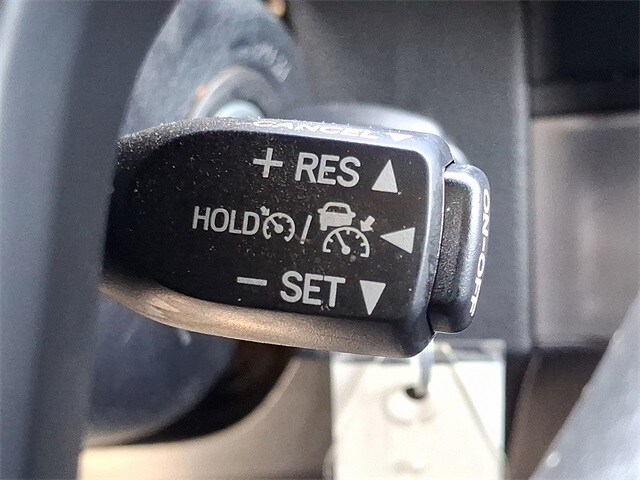 CANCEL
+ RES
HOLD /
- SET
ON-OFF